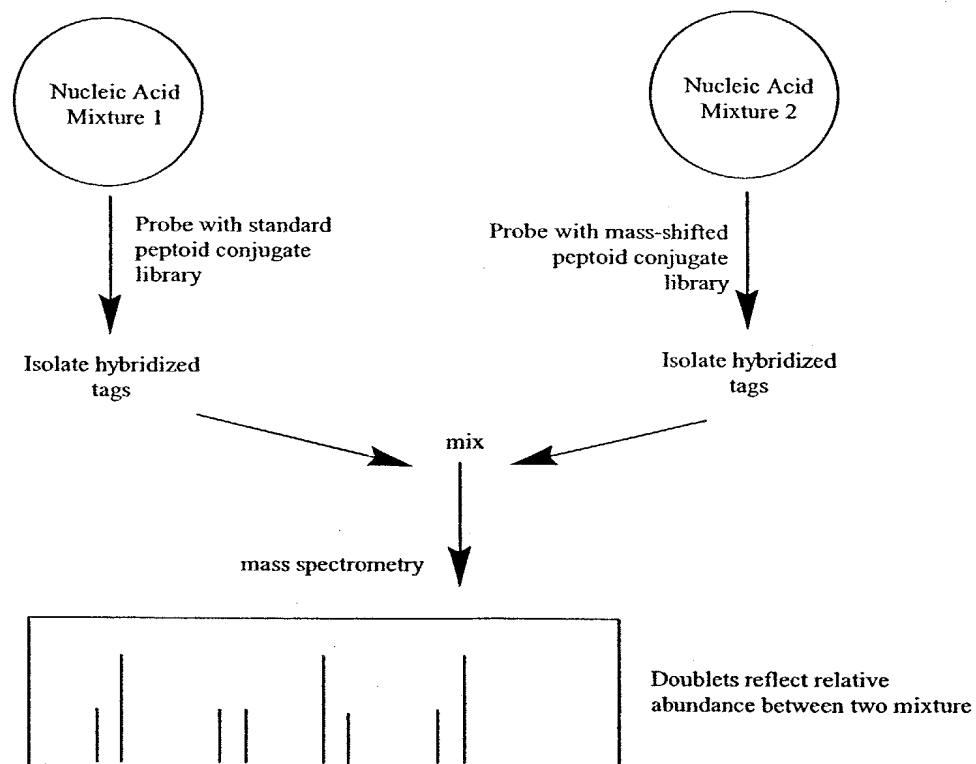 Nucleic Acid
Mixture 1
Nucleic Acid
Mixture 2
Probe with standard
peptoid conjugate
library
Probe with mass-shifted
peptoid conjugate
library
Isolate hybridized
tags
Isolate hybridized
tags
mix
mass spectrometry
Doublets reflect relative
abundance between two mixture